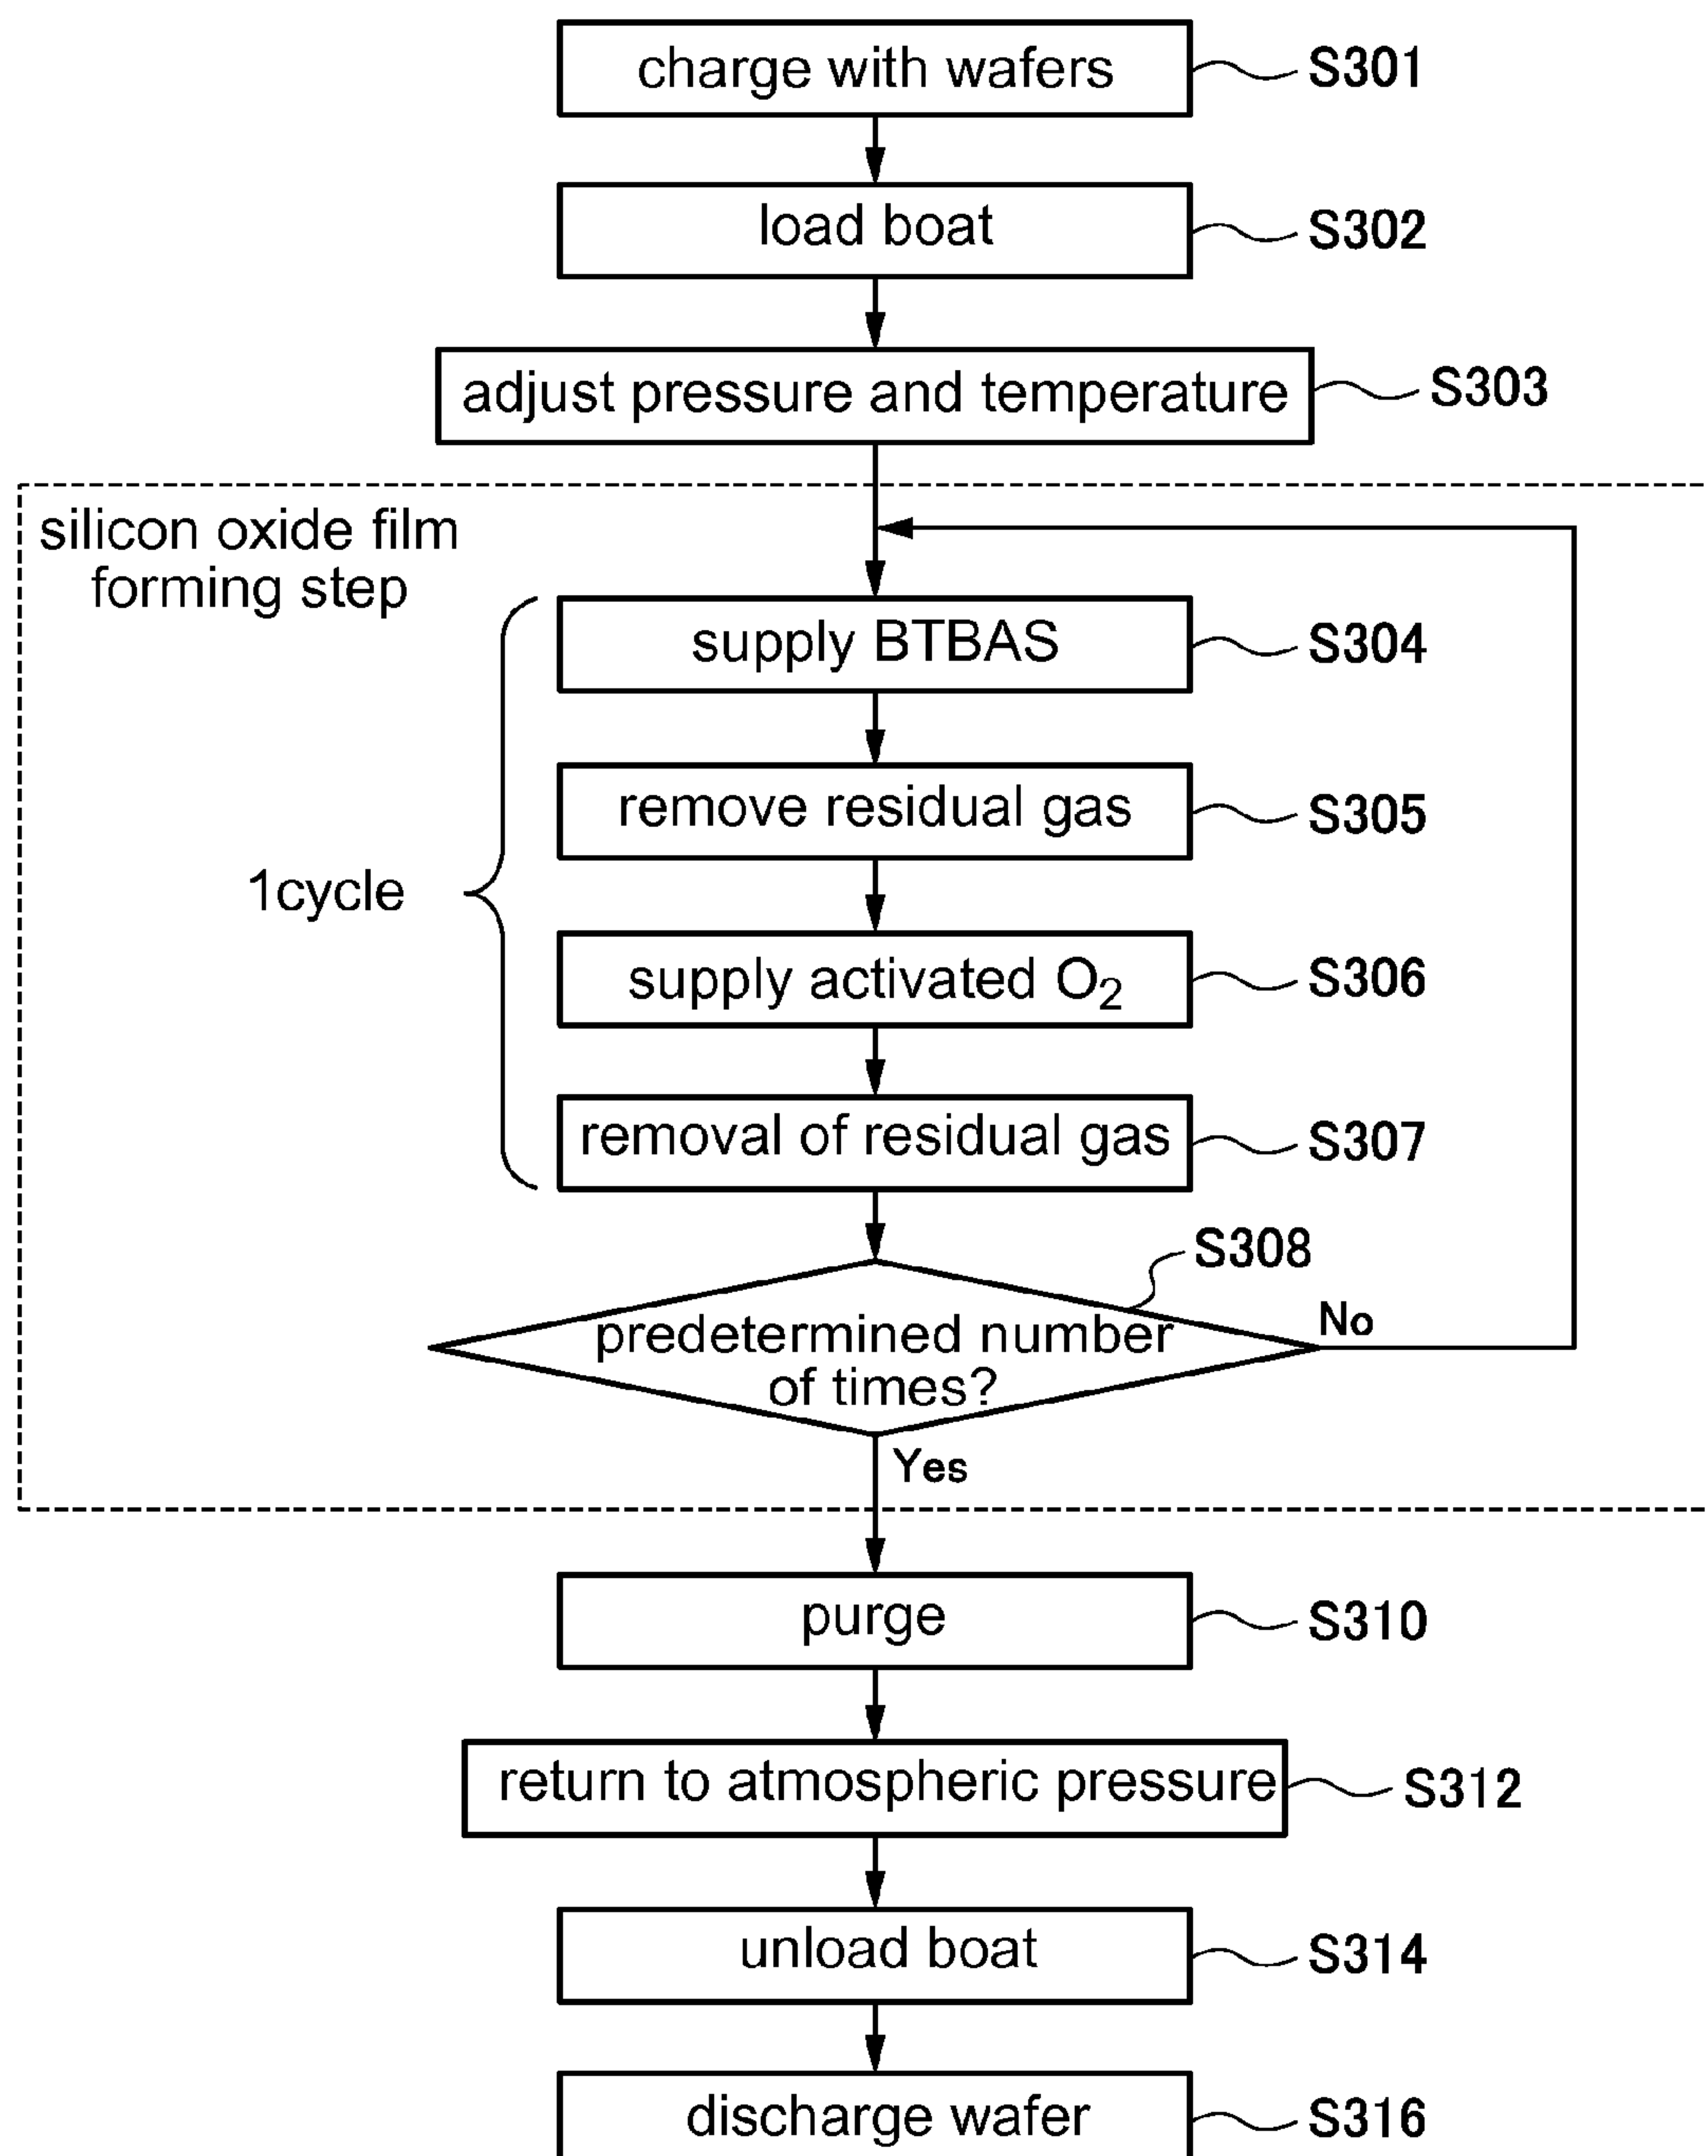 charge with wafers S301
load boat S302
adjust pressure and temperature S303
silicon oxide film
forming step
supply BTBAS S304
remove residual gas S305
1cycle
supply activated O₂ S306
removal of residual gas S307
S308
predetermined number No
of times?
Yes
purge S310
return to atmospheric pressure S312
unload boat S314
discharge wafer S316